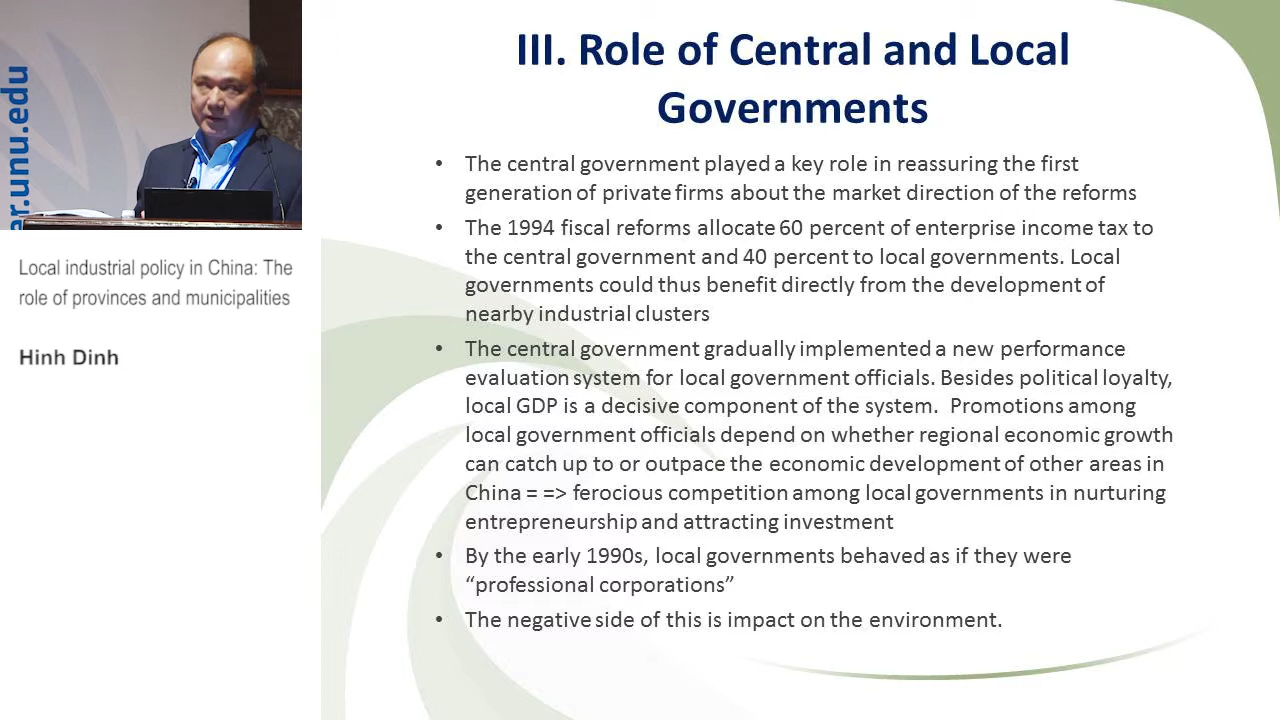 er.unu.edu
Local industrial policy in China: The
role of provinces and municipalities
Hinh Dinh
III. Role of Central and Local
Governments
• The central government played a key role in reassuring the first
generation of private firms about the market direction of the reforms
• The 1994 fiscal reforms allocate 60 percent of enterprise income tax to
the central government and 40 percent to local governments. Local
governments could thus benefit directly from the development of
nearby industrial clusters
• The central government gradually implemented a new performance
evaluation system for local government officials. Besides political loyalty,
local GDP is a decisive component of the system.  Promotions among
local government officials depend on whether regional economic growth
can catch up to or outpace the economic development of other areas in
China = => ferocious competition among local governments in nurturing
entrepreneurship and attracting investment
• By the early 1990s, local governments behaved as if they were
“professional corporations”
• The negative side of this is impact on the environment.